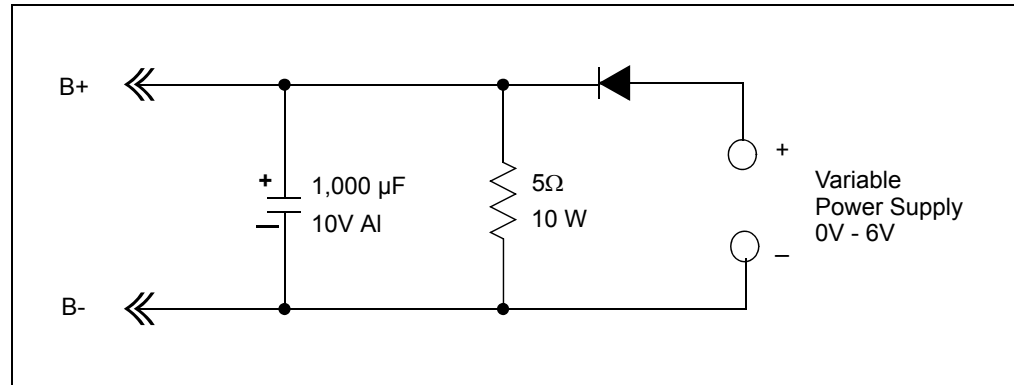 B+
+
1,000 µF
10V Al
–
5Ω
10 W
+
–
Variable
Power Supply
0V - 6V
B-